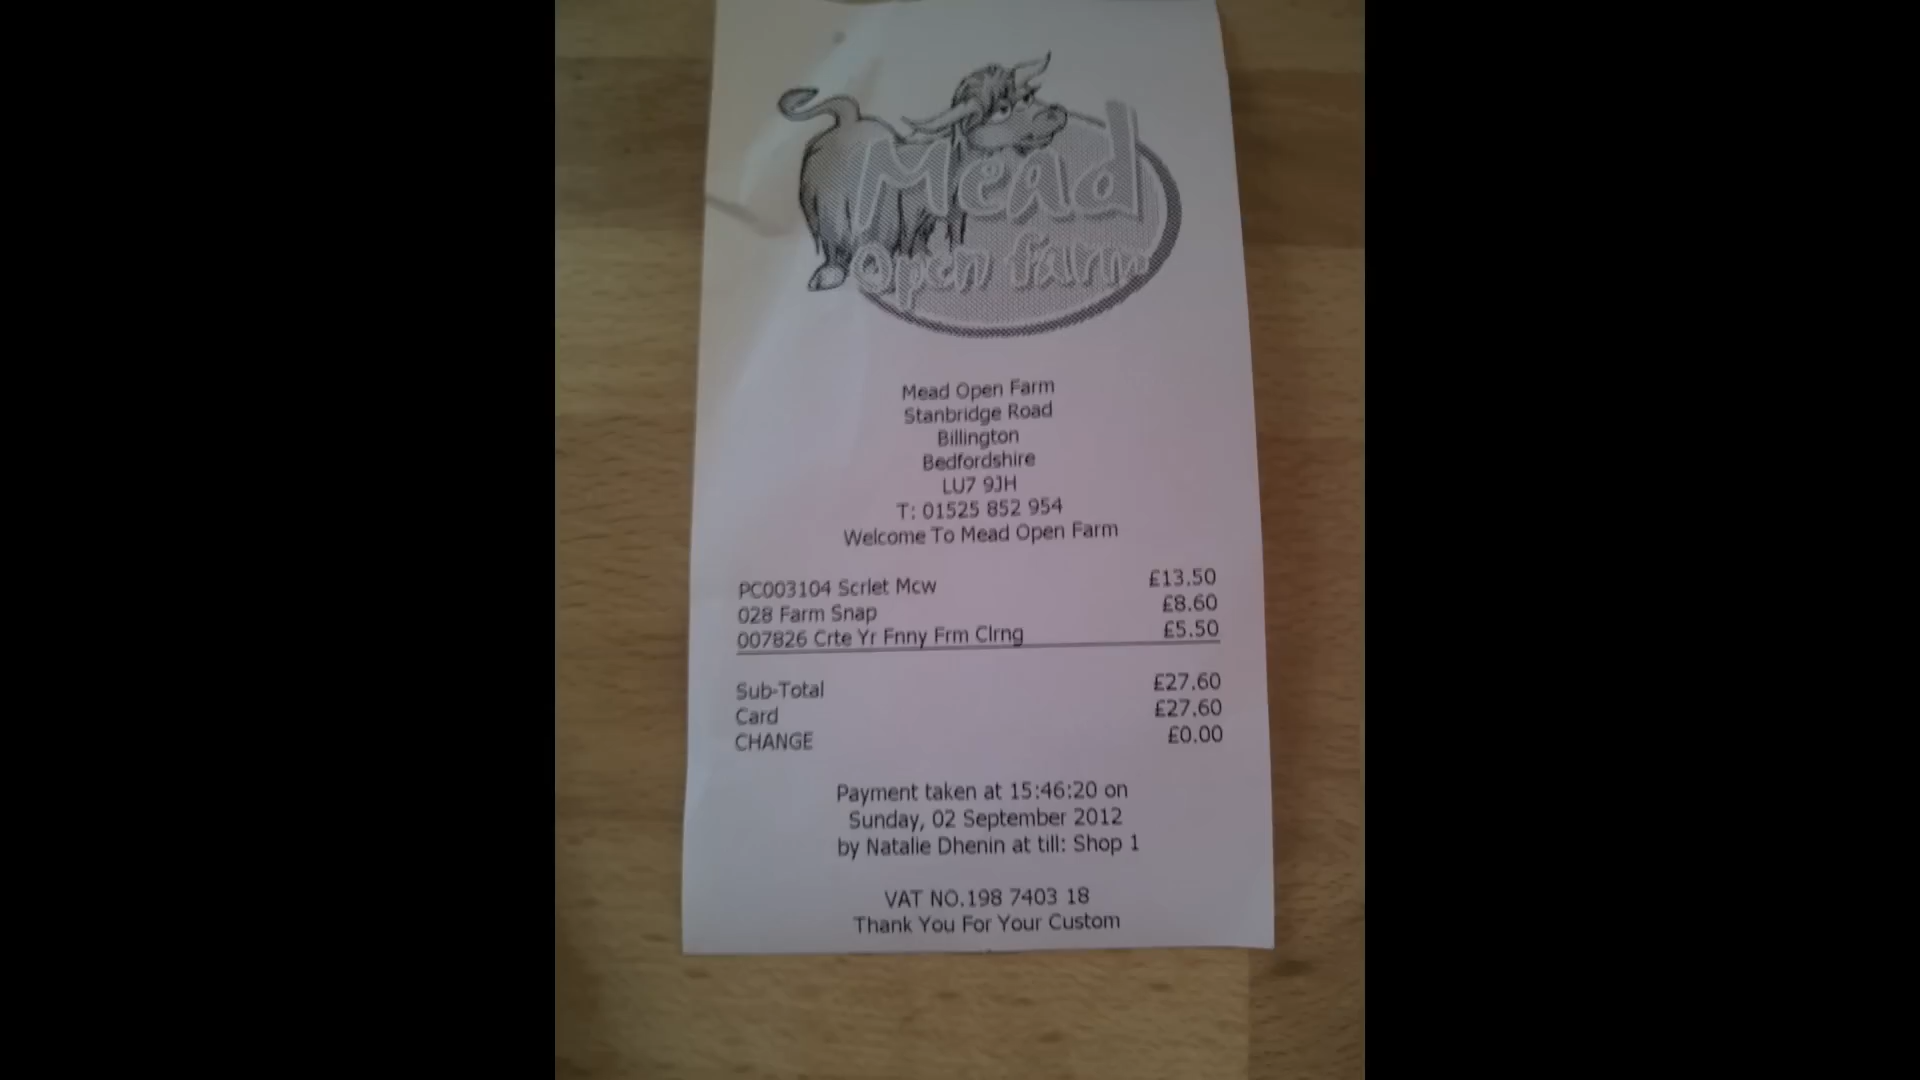 Mead
Open farm
Mead Open Farm
Stanbridge Road
Billington
Bedfordshire
LU7 9JH
T: 01525 852 954
Welcome To Mead Open Farm
PC003104 Scrlet Mcw £13.50
028 Farm Snap £8.60
007826 Crte Yr Fnny Frm Clrng £5.50
Sub-Total £27.60
Card £27.60
CHANGE £0.00
Payment taken at 15:46:20 on
Sunday, 02 September 2012
by Natalie Dhenin at till: Shop 1
VAT NO.198 7403 18
Thank You For Your Custom